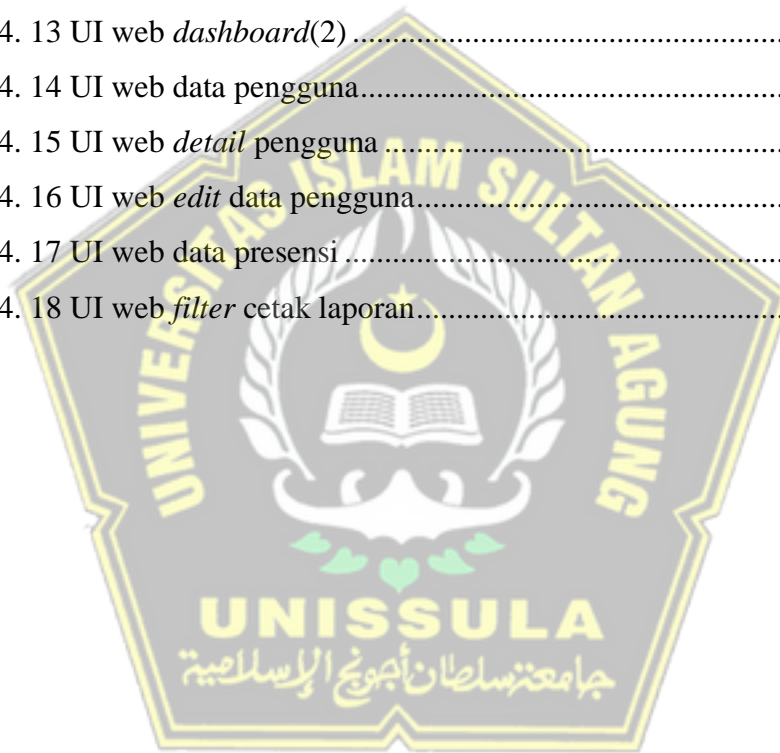 4. 13 UI web dashboard(2) ........................................................
4. 14 UI web data pengguna.......................................................
4. 15 UI web detail pengguna ....................................................
4. 16 UI web edit data pengguna................................................
4. 17 UI web data presensi .........................................................
4. 18 UI web filter cetak laporan................................................
UNIVERSITAS ISLAM SULTAN AGUNG
UNISSULA
جامعة سلطان أجونج الإسلامية